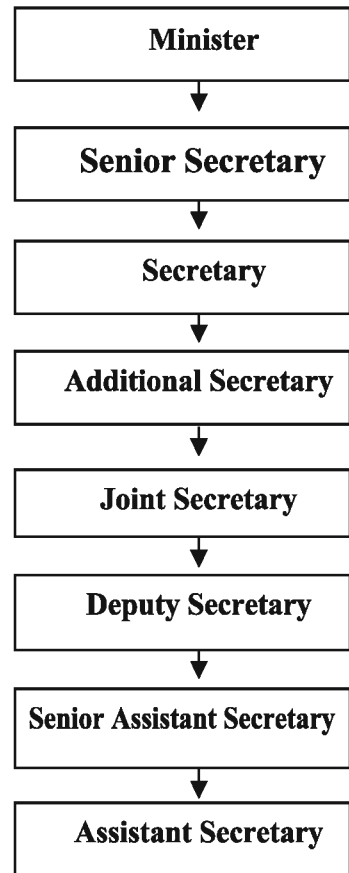 Minister
Senior Secretary
Secretary
Additional Secretary
Joint Secretary
Deputy Secretary
Senior Assistant Secretary
Assistant Secretary